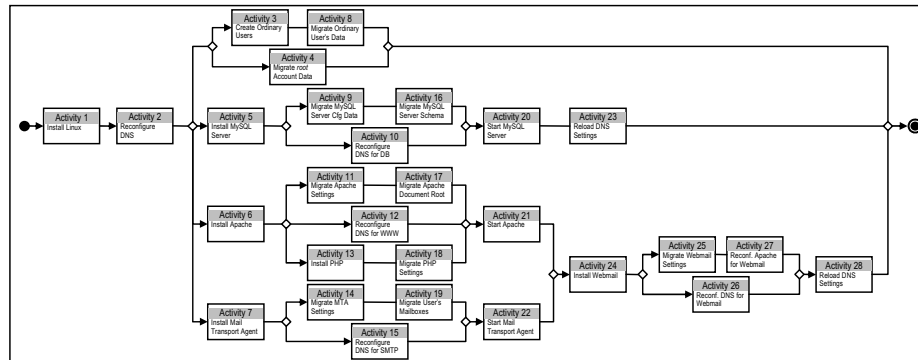 Activity 1
Install Linux
Activity 2
Reconfigure
DNS
Activity 3
Create Ordinary
Users
Activity 8
Migrate Ordinary
User's Data
Activity 4
Migrate root
Account Data
Activity 5
Install MySQL
Server
Activity 9
Migrate MySQL
Server Cfg Data
Activity 16
Migrate MySQL
Server Schema
Activity 10
Reconfigure
DNS for DB
Activity 20
Start MySQL
Server
Activity 23
Reload DNS
Settings
Activity 6
Install Apache
Activity 11
Migrate Apache
Settings
Activity 17
Migrate Apache
Document Root
Activity 12
Reconfigure
DNS for WWW
Activity 13
Install PHP
Activity 18
Migrate PHP
Settings
Activity 21
Start Apache
Activity 7
Install Mail
Transport Agent
Activity 14
Migrate MTA
Settings
Activity 19
Migrate User's
Mailboxes
Activity 15
Reconfigure
DNS for SMTP
Activity 22
Start Mail
Transport Agent
Activity 24
Install Webmail
Activity 25
Migrate Webmail
Settings
Activity 27
Reconf. Apache
for Webmail
Activity 26
Reconf. DNS for
Webmail
Activity 28
Reload DNS
Settings